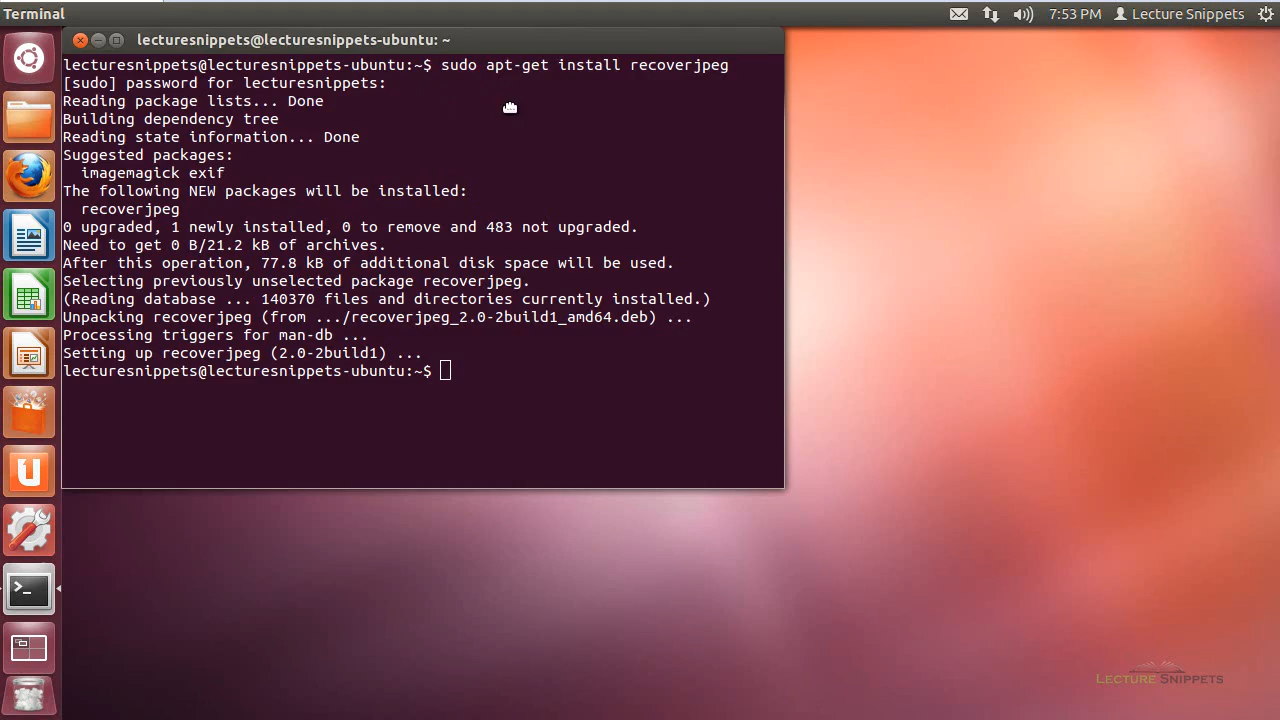 Terminal
7:53 PM Lecture Snippets
lecturesnippets@lecturesnippets-ubuntu: ~
lecturesnippets@lecturesnippets-ubuntu:~$ sudo apt-get install recoverjpeg
[sudo] password for lecturesnippets:
Reading package lists... Done
Building dependency tree
Reading state information... Done
Suggested packages:
  imagemagick exif
The following NEW packages will be installed:
  recoverjpeg
0 upgraded, 1 newly installed, 0 to remove and 483 not upgraded.
Need to get 0 B/21.2 kB of archives.
After this operation, 77.8 kB of additional disk space will be used.
Selecting previously unselected package recoverjpeg.
(Reading database ... 140370 files and directories currently installed.)
Unpacking recoverjpeg (from .../recoverjpeg_2.0-2build1_amd64.deb) ...
Processing triggers for man-db ...
Setting up recoverjpeg (2.0-2build1) ...
lecturesnippets@lecturesnippets-ubuntu:~$
Lecture Snippets